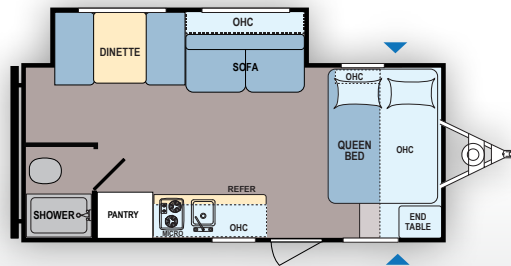 OHC
DINETTE
SOFA
OHC
QUEEN
BED
OHC
REFER
SHOWER
PANTRY
MICRO
OHC
END
TABLE